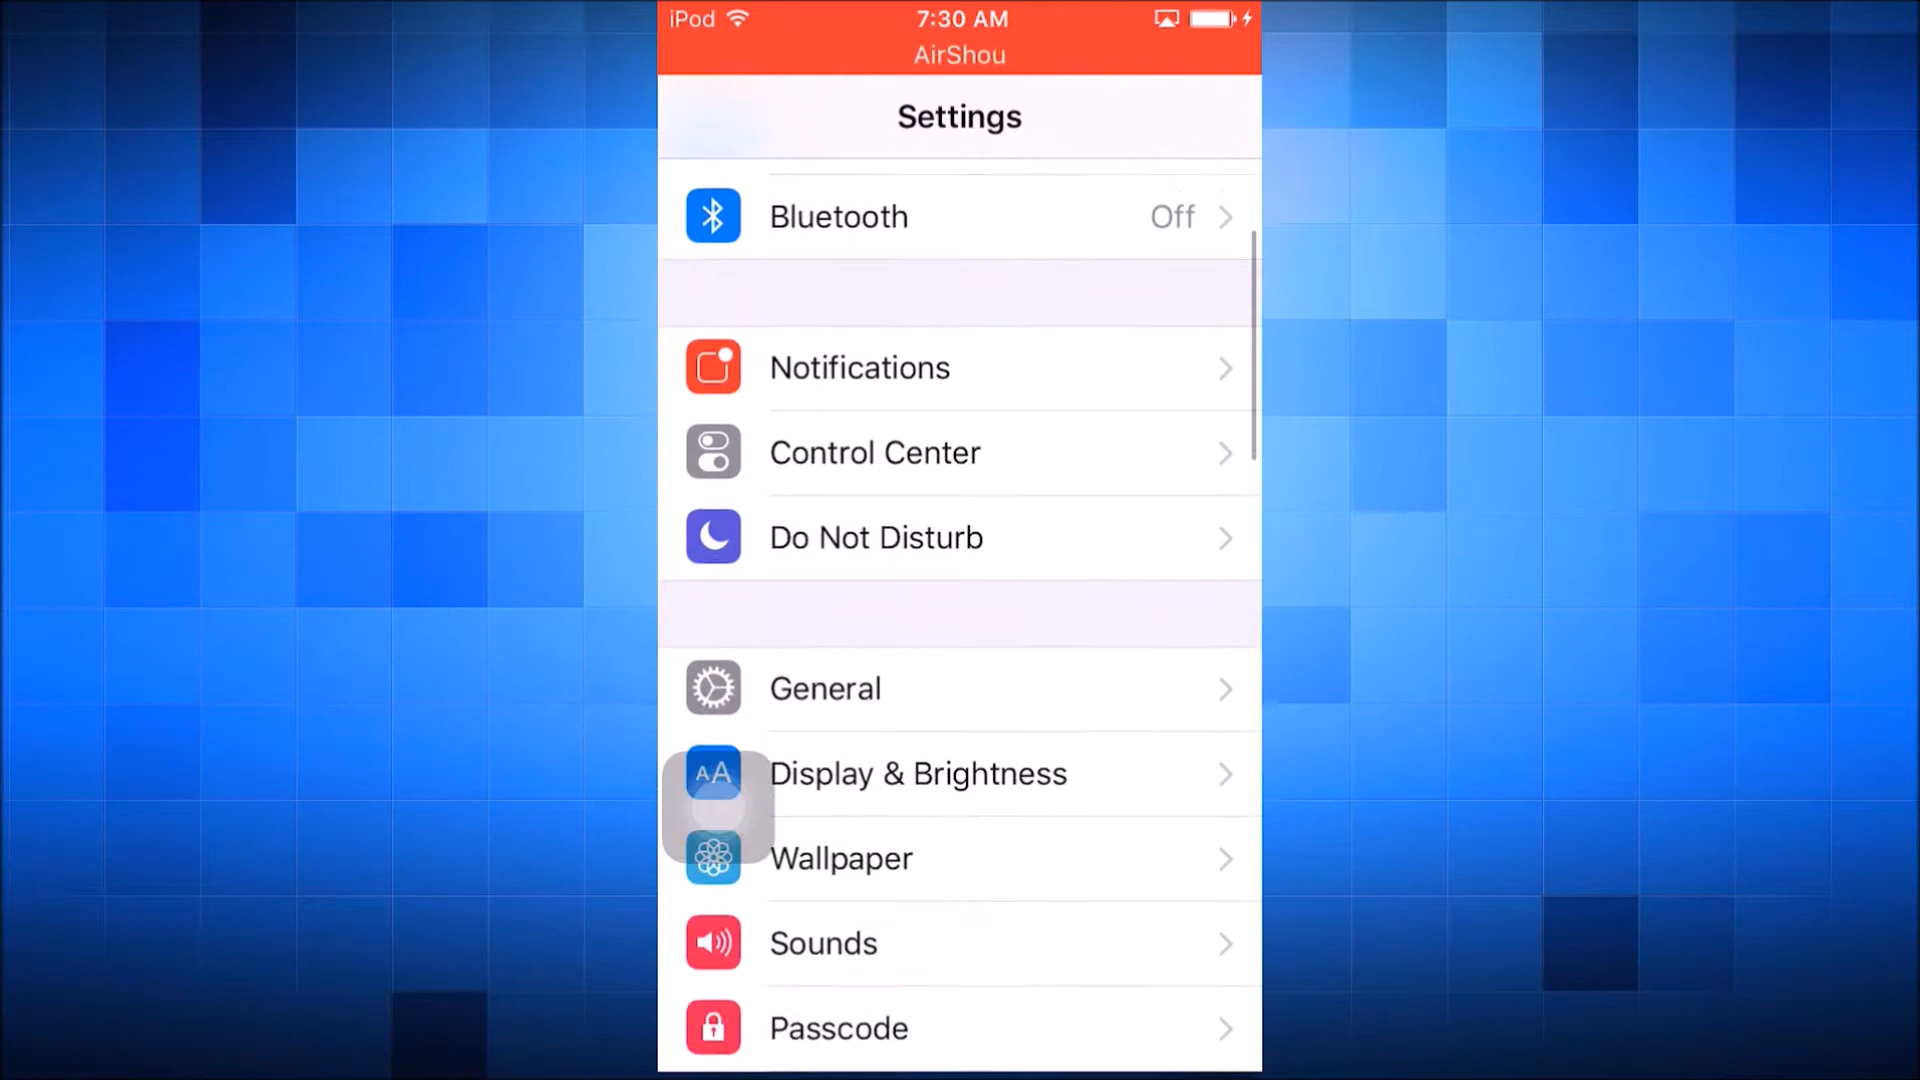 iPod 7:30 AM
AirShou
Settings
Bluetooth Off
Notifications
Control Center
Do Not Disturb
General
AA Display & Brightness
Wallpaper
Sounds
Passcode